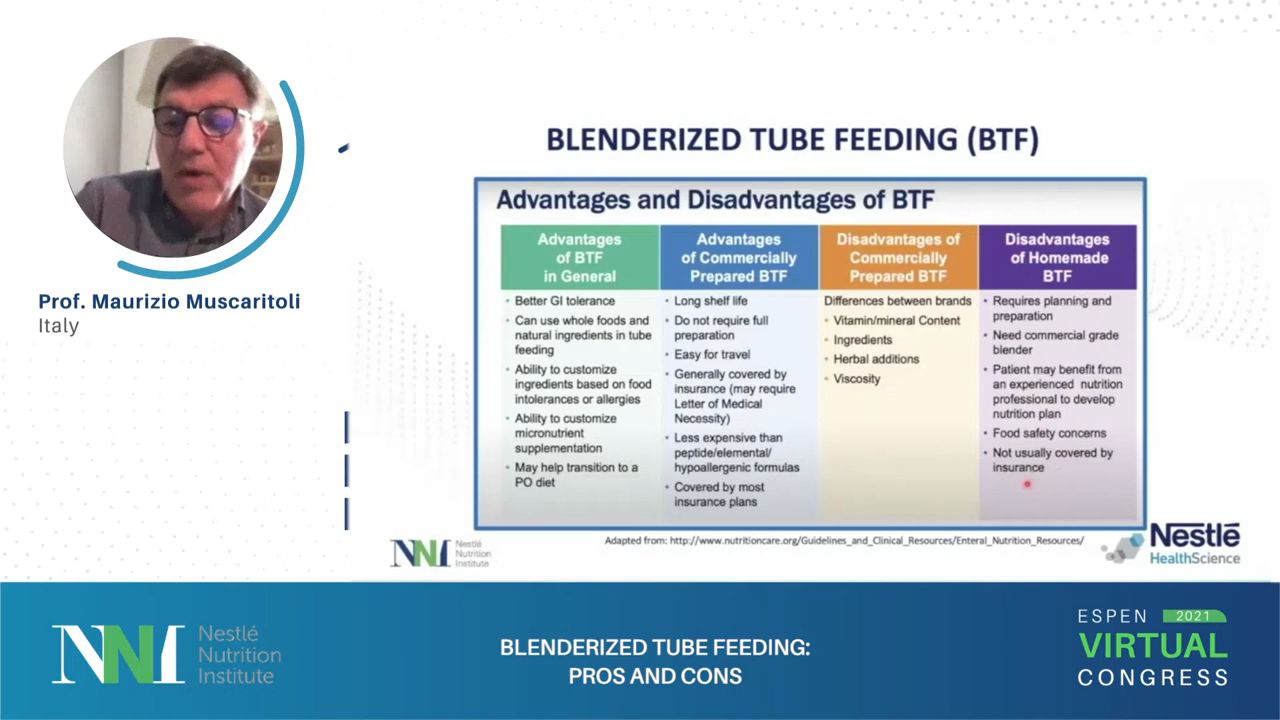 Prof. Maurizio Muscaritoli
Italy
BLENDERIZED TUBE FEEDING (BTF)
Advantages and Disadvantages of BTF
Advantages
of BTF
in General
• Better GI tolerance
• Can use whole foods and
natural ingredients in tube
feeding
• Ability to customize
ingredients based on food
intolerances or allergies
• Ability to customize
micronutrient
supplementation
• May help transition to a
PO diet
Advantages
of Commercially
Prepared BTF
• Long shelf life
• Do not require full
preparation
• Easy for travel
• Generally covered by
insurance (may require
Letter of Medical
Necessity)
• Less expensive than
peptide/elemental/
hypoallergenic formulas
• Covered by most
insurance plans
Disadvantages of
Commercially
Prepared BTF
Differences between brands
• Vitamin/mineral Content
• Ingredients
• Herbal additions
• Viscosity
Disadvantages
of Homemade
BTF
• Requires planning and
preparation
• Need commercial grade
blender
• Patient may benefit from
an experienced nutrition
professional to develop
nutrition plan
• Food safety concerns
• Not usually covered by
insurance
Adapted from: http://www.nutritioncare.org/Guidelines_and_Clinical_Resources/Enteral_Nutrition_Resources/
NNI
Nestlé
Nutrition
Institute
Nestlé
HealthScience
NNI
Nestlé
Nutrition
Institute
BLENDERIZED TUBE FEEDING:
PROS AND CONS
ESPEN 2021
VIRTUAL
CONGRESS